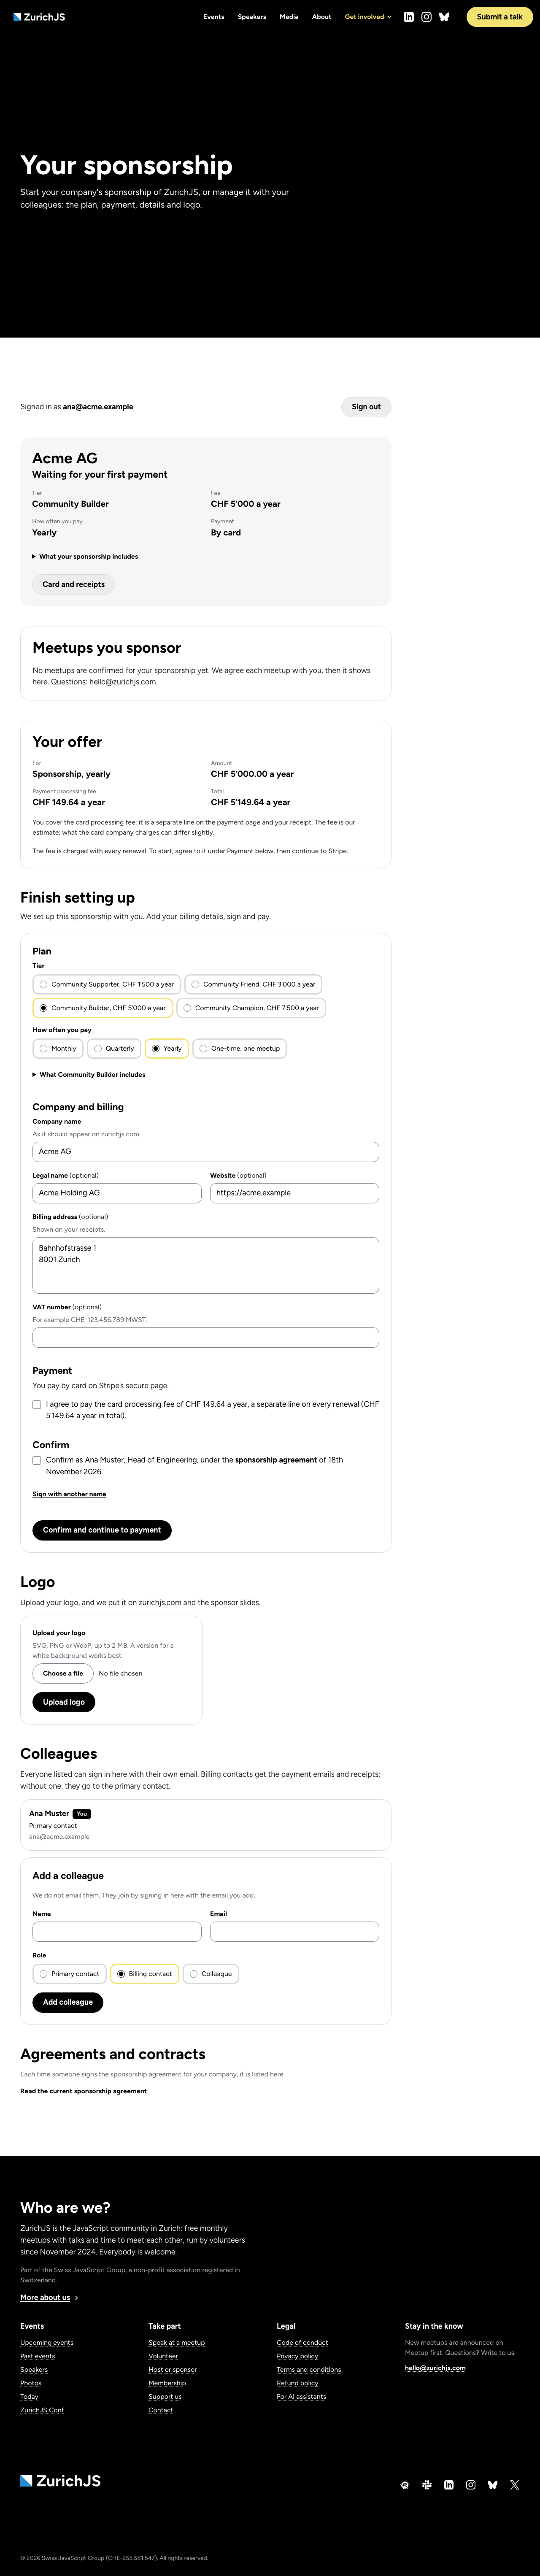 ZurichJS
Events
Speakers
Media
About
Get involved
Submit a talk
Your sponsorship
Start your company's sponsorship of ZurichJS, or manage it with your
colleagues: the plan, payment, details and logo.
Signed in as ana@acme.example
Sign out
Acme AG
Waiting for your first payment
Tier
Community Builder
Fee
CHF 5'000 a year
How often you pay
Yearly
Payment
By card
What your sponsorship includes
Card and receipts
Meetups you sponsor
No meetups are confirmed for your sponsorship yet. We agree each meetup with you, then it shows
here. Questions: hello@zurichjs.com.
Your offer
For
Sponsorship, yearly
Amount
CHF 5'000.00 a year
Payment processing fee
CHF 149.64 a year
Total
CHF 5'149.64 a year
You cover the card processing fee: it is a separate line on the payment page and your receipt. The fee is our
estimate; what the card company charges can differ slightly.
The fee is charged with every renewal. To start, agree to it under Payment below, then continue to Stripe.
Finish setting up
We set up this sponsorship with you. Add your billing details, sign and pay.
Plan
Tier
Community Supporter, CHF 1'500 a year
Community Friend, CHF 3'000 a year
Community Builder, CHF 5'000 a year
Community Champion, CHF 7'500 a year
How often you pay
Monthly
Quarterly
Yearly
One-time, one meetup
What Community Builder includes
Company and billing
Company name
As it should appear on zurichjs.com.
Acme AG
Legal name (optional)
Acme Holding AG
Website (optional)
https://acme.example
Billing address (optional)
Shown on your receipts.
Bahnhofstrasse 1
8001 Zurich
VAT number (optional)
For example CHE-123.456.789 MWST.
Payment
You pay by card on Stripe's secure page.
I agree to pay the card processing fee of CHF 149.64 a year, a separate line on every renewal (CHF
5'149.64 a year in total).
Confirm
Confirm as Ana Muster, Head of Engineering, under the sponsorship agreement of 18th
November 2026.
Sign with another name
Confirm and continue to payment
Logo
Upload your logo, and we put it on zurichjs.com and the sponsor slides.
Upload your logo
SVG, PNG or WebP, up to 2 MB. A version for a
white background works best.
Choose a file
No file chosen
Upload logo
Colleagues
Everyone listed can sign in here with their own email. Billing contacts get the payment emails and receipts;
without one, they go to the primary contact.
Ana Muster You
Primary contact
ana@acme.example
Add a colleague
We do not email them. They join by signing in here with the email you add.
Name
Email
Role
Primary contact
Billing contact
Colleague
Add colleague
Agreements and contracts
Each time someone signs the sponsorship agreement for your company, it is listed here.
Read the current sponsorship agreement
Who are we?
ZurichJS is the JavaScript community in Zurich: free monthly
meetups with talks and time to meet each other, run by volunteers
since November 2024. Everybody is welcome.
Part of the Swiss JavaScript Group, a non-profit association registered in
Switzerland.
More about us
Events
Upcoming events
Past events
Speakers
Photos
Today
ZurichJS Conf
Take part
Speak at a meetup
Volunteer
Host or sponsor
Membership
Support us
Contact
Legal
Code of conduct
Privacy policy
Terms and conditions
Refund policy
For AI assistants
Stay in the know
New meetups are announced on
Meetup first. Questions? Write to us.
hello@zurichjs.com
ZurichJS
© 2026 Swiss JavaScript Group (CHE-255.581.547). All rights reserved.